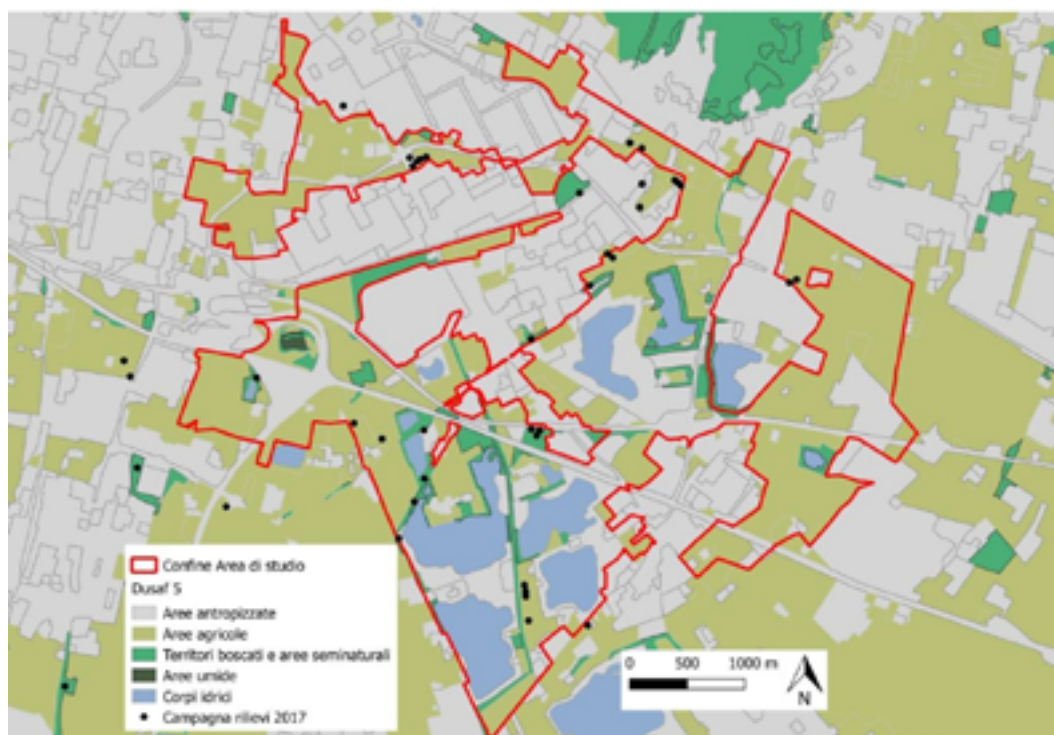 Confine Area di studio
Dusaf 5
Aree antropizzate
Aree agricole
Territori boscati e aree seminaturali
Aree umide
Corpi idrici
Campagna rilievi 2017
0 500 1000 m
N